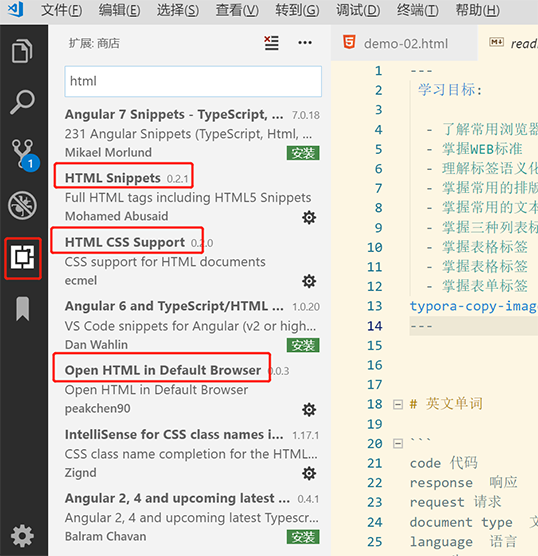 文件(F) 编辑(E) 选择(S) 查看(V) 转到(G) 调试(D) 终端(T) 帮助(H)
扩展: 商店
html
Angular 7 Snippets - TypeScript, ... 7.0.18
231 Angular Snippets (TypeScript, Html, ...
Mikael Morlund 安装
HTML Snippets 0.2.1
Full HTML tags including HTML5 Snippets
Mohamed Abusaid
HTML CSS Support 0.2.0
CSS support for HTML documents
ecmel
Angular 6 and TypeScript/HTML ... 1.0.20
VS Code snippets for Angular (v2 or high...
Dan Wahlin 安装
Open HTML in Default Browser 0.0.3
Open HTML in Default Browser
peakchen90
IntelliSense for CSS class names i... 1.17.1
CSS class name completion for the HTML...
Zignd
Angular 2, 4 and upcoming latest ... 0.4.1
Angular 2, 4 and upcoming latest Typescr...
Balram Chavan 安装
1
demo-02.html
1 ---
2 学习目标:
3
4 - 了解常用浏览器
5 - 掌握WEB标准
6 - 理解标签语义化
7 - 掌握常用的排版
8 - 掌握常用的文本
9 - 掌握三种列表标
10 - 掌握表格标签
11 - 掌握表格标签
12 - 掌握表单标签
13 typora-copy-imag
14 ---
15
16
17
18 # 英文单词
19
20 ```
21 code 代码
22 response 响应
23 request 请求
24 document type 文
25 language 语言